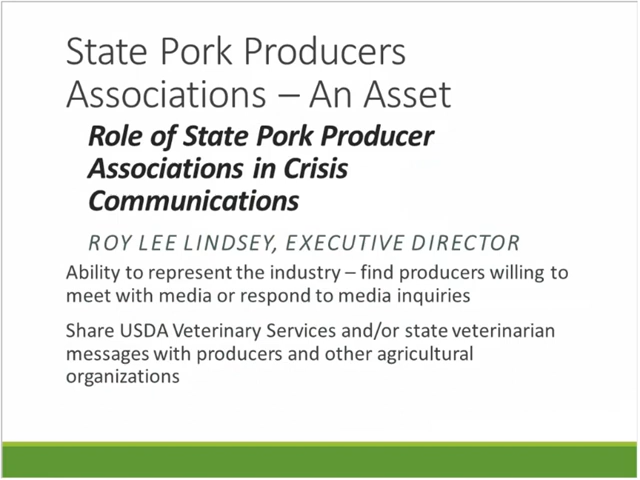 State Pork Producers
Associations – An Asset
Role of State Pork Producer
Associations in Crisis
Communications
ROY LEE LINDSEY, EXECUTIVE DIRECTOR
Ability to represent the industry – find producers willing to
meet with media or respond to media inquiries
Share USDA Veterinary Services and/or state veterinarian
messages with producers and other agricultural
organizations